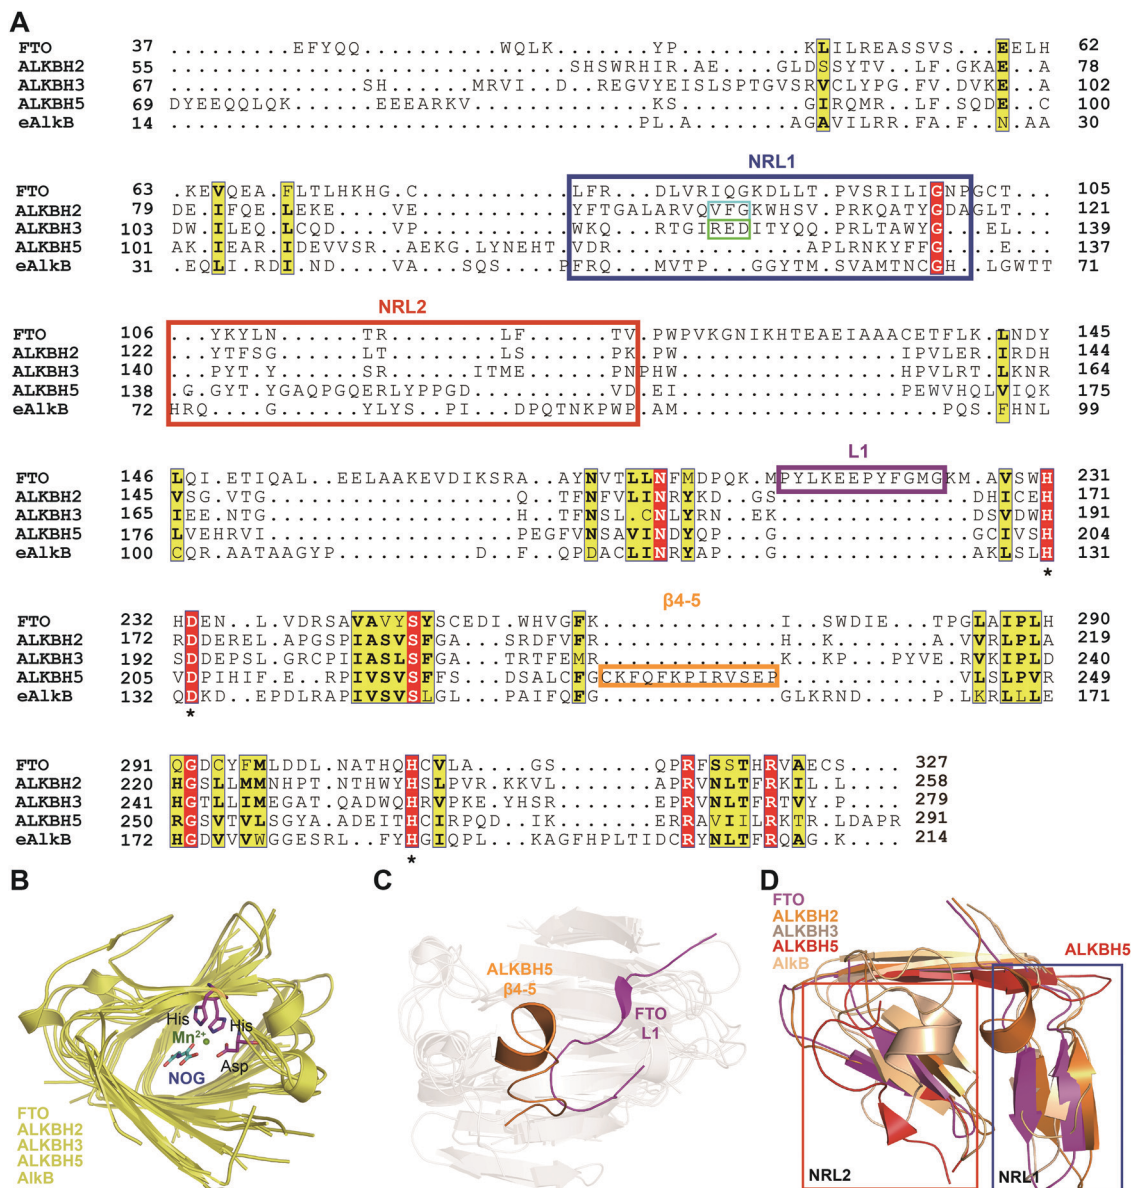 A
FTO 37 ..........EFYQQ............WQLK.........YP...........KLILREASSVS...EELH 62
ALKBH2 55 .................................SHSWRHIR.AE....GLDSSYTV..LF.GKAEE..A 78
ALKBH3 67 ................SH.........MRVI..D..REGVYEISLSPTGVSRVCLYPG.FV.DVKEE..A 102
ALKBH5 69 DYEEQQLQK.......EEEEARKV...............KS.........GIRQMR..LF.SQDEE..C 100
eAlkB 14 .......................................PL.A........AGAVILRR.FA.F..N.AA 30
NRL1
FTO 63 .KEVQEA.FLTLHKHG.C.............LFR...DLVRIQGKDLLT.PVSRILIGNPGCT... 105
ALKBH2 79 DE.IFQE.LEKE...VE.............YFTGALARVQVFGKWHSV.PRKQATYGDAGLT... 121
ALKBH3 103 DW.ILEQ.LCQD..VP..............WKQ...RTGIREDITYQQ.PRLTAWYG........ 139
ALKBH5 101 AK.IEAR.IDEVVSR.AEKG.LYNEHT.VDR...............APLRNKYFFG...E..... 137
eAlkB 31 .EQLI.RDI.ND....VA...SQS....PFRQ...MVTP...GGYTM.SVAMTNCGH..LGWTT 71
NRL2
FTO 106 ...YKYLN.......TR........LF......TV.PWPVKGNIKHTEAEIAAACETFLK.LNDY 145
ALKBH2 122 ...YTFSG.......LT........LS......PK.PW..................IPVLER.IRDH 144
ALKBH3 140 ...PYT.Y.......SR......ITME......PNPHW..................HPVLRT.LKNR 164
ALKBH5 138 .G.GYT.YGAQPGQERLYPPGD...........VD.EI.................PEWVHQLVIQK 175
eAlkB 72 HRQ....G.......YLYS..PI...DPQTNKPWP.AM.....................PQS.FHNL 99
L1
FTO 146 LQI.ETIQAL..EELAAKEVDIKSRA..AYNVTLLNFMDPQK.MPYLKEEPYFGMGKM.AVSWH 231
ALKBH2 145 VSG.VTG....................Q..TFNFVLINRYKD.GS...............DHICEH 171
ALKBH3 165 IEE.NTG....................H..TFNSL.CNLYRN.EK...............DSVDWH 191
ALKBH5 176 LVEHRVI....................PEGFVNSAVINDYQP..G...............GCIVSH 204
eAlkB 100 CQR.AATAAGYP...........D..F..QPDACLINRYAP..G...............AKLSLH 131
*
β4-5
FTO 232 HDEN..L.VDRSAVAVYSYSCEDIWHVGFK..............I..SWDIE...TPGLAIPLH 290
ALKBH2 172 RDDEREL.APGSPIASVSFGA...SRDFVFR..............H..K......A.VVRLPLA 219
ALKBH3 192 SDDEPSL.GRCPIIASLSFGA...TRTFEMR..............K..KP...PYVE.RVKIPLD 240
ALKBH5 205 VDPIHIF.E..RPIVSVSFFS...DSALCFGCKFQFKPIRVSEP..............VLSLPVR 249
eAlkB 132 QDKD..EPDLRAPIVSVSLGL..PAIFQFG..............GLKRND....P.LKRLLLE 171
*
FTO 291 QGDCYFMLDDL.NATHQHCVLA....GS........QPRFSSTHRVAECS.... 327
ALKBH2 220 HGSLLMMNHPT.NTHWYHSLPVR.KKVL........APRVNLTFRKIL.L.... 258
ALKBH3 241 HGTLLIMEGAT.QADWQHRVPKE.YHSR........EPRVNLTFRTVY.P.... 279
ALKBH5 250 RGSVTVLSGYA.ADEITHCIRPQD..IK........ERRAVIILRKTR.LDAPR 291
eAlkB 172 GDVVVWGGESRL..FYHGIQPL...KAGFHPLTIDCRYNLTFRQAG.K.... 214
*
B
His
His
Mn2+
Asp
NOG
FTO
ALKBH2
ALKBH3
ALKBH5
AlkB
C
ALKBH5
β4-5
FTO
L1
D
FTO
ALKBH2
ALKBH3
ALKBH5
AlkB
ALKBH5
NRL2
NRL1